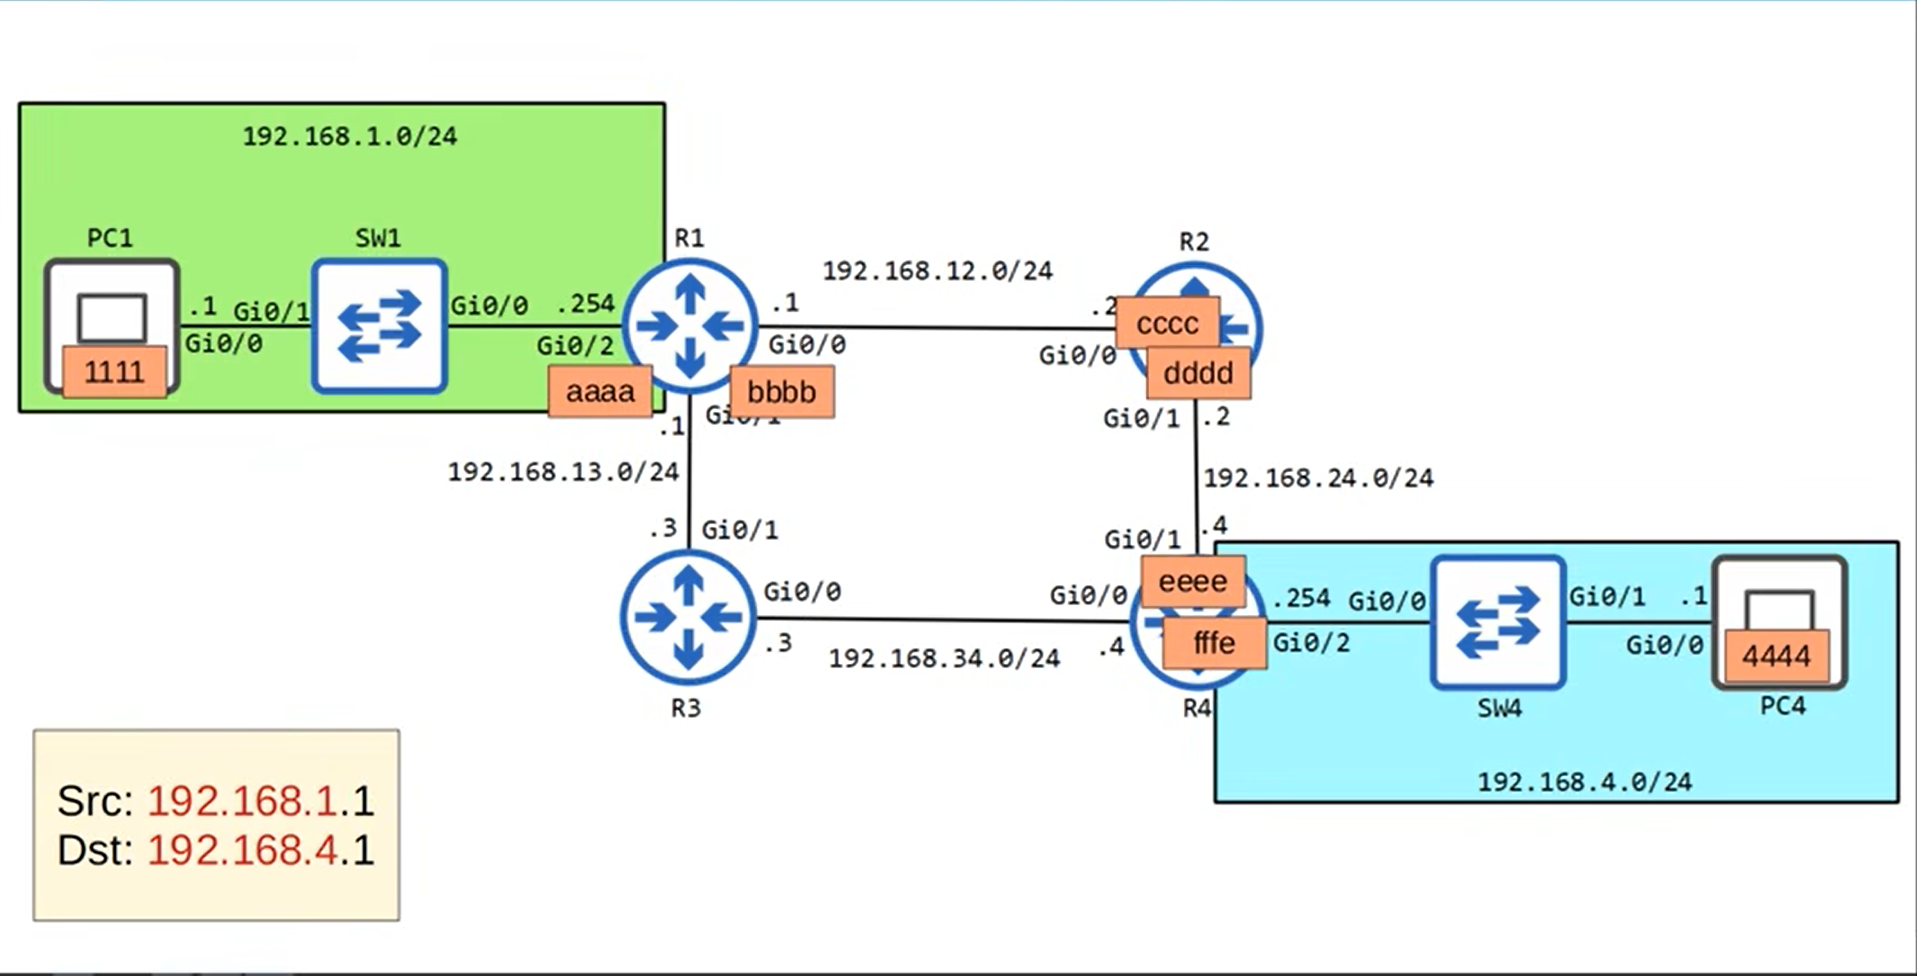 192.168.1.0/24
PC1
SW1
R1
R2
192.168.12.0/24
.1
Gi0/1
Gi0/0
.254
.1
.2
Gi0/0
Gi0/2
Gi0/0
Gi0/0
1111
aaaa
bbbb
cccc
dddd
.1
Gi0/1
Gi0/1
.2
192.168.13.0/24
192.168.24.0/24
.3
Gi0/1
Gi0/1
.4
eeee
Gi0/0
Gi0/0
.254
Gi0/0
Gi0/1
.1
.3
192.168.34.0/24
.4
fffe
Gi0/2
Gi0/0
4444
R3
R4
SW4
PC4
192.168.4.0/24
Src: 192.168.1.1
Dst: 192.168.4.1